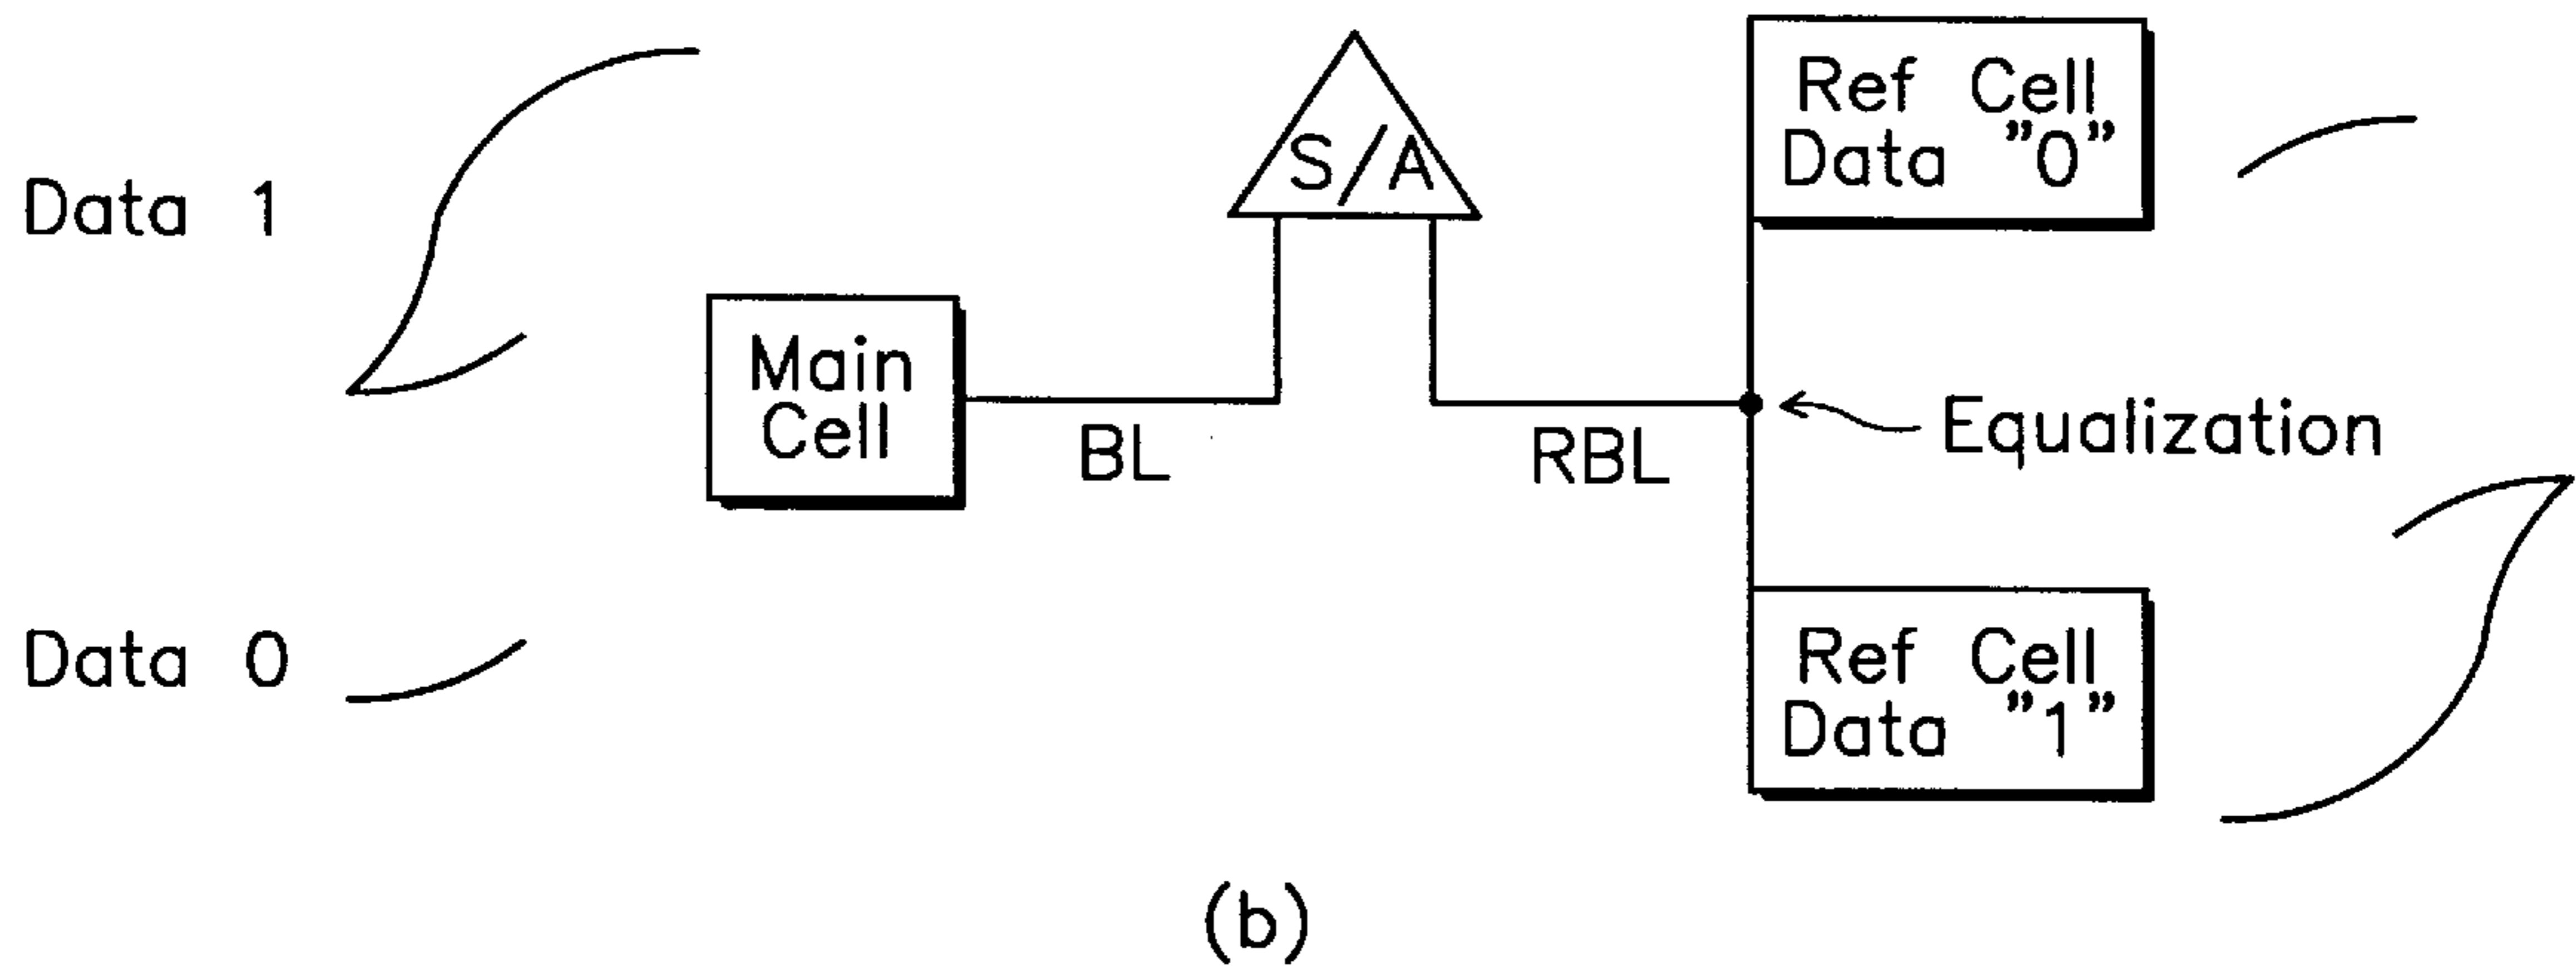 Data 1
S/A
Ref Cell
Data "0"
Main
Cell
BL
RBL
Equalization
Data 0
Ref Cell
Data "1"
(b)